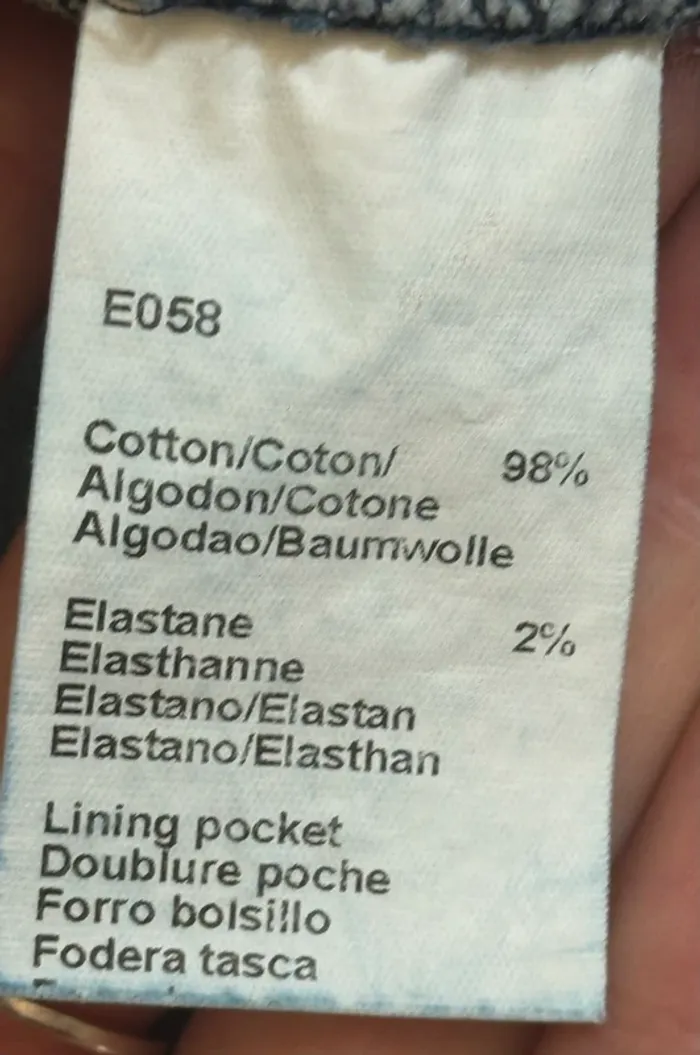 E058
Cotton/Coton/ 98%
Algodon/Cotone
Algodao/Baumwolle
Elastane 2%
Elasthanne
Elastano/Elastan
Elastano/Elasthan
Lining pocket
Doublure poche
Forro bolsillo
Fodera tasca